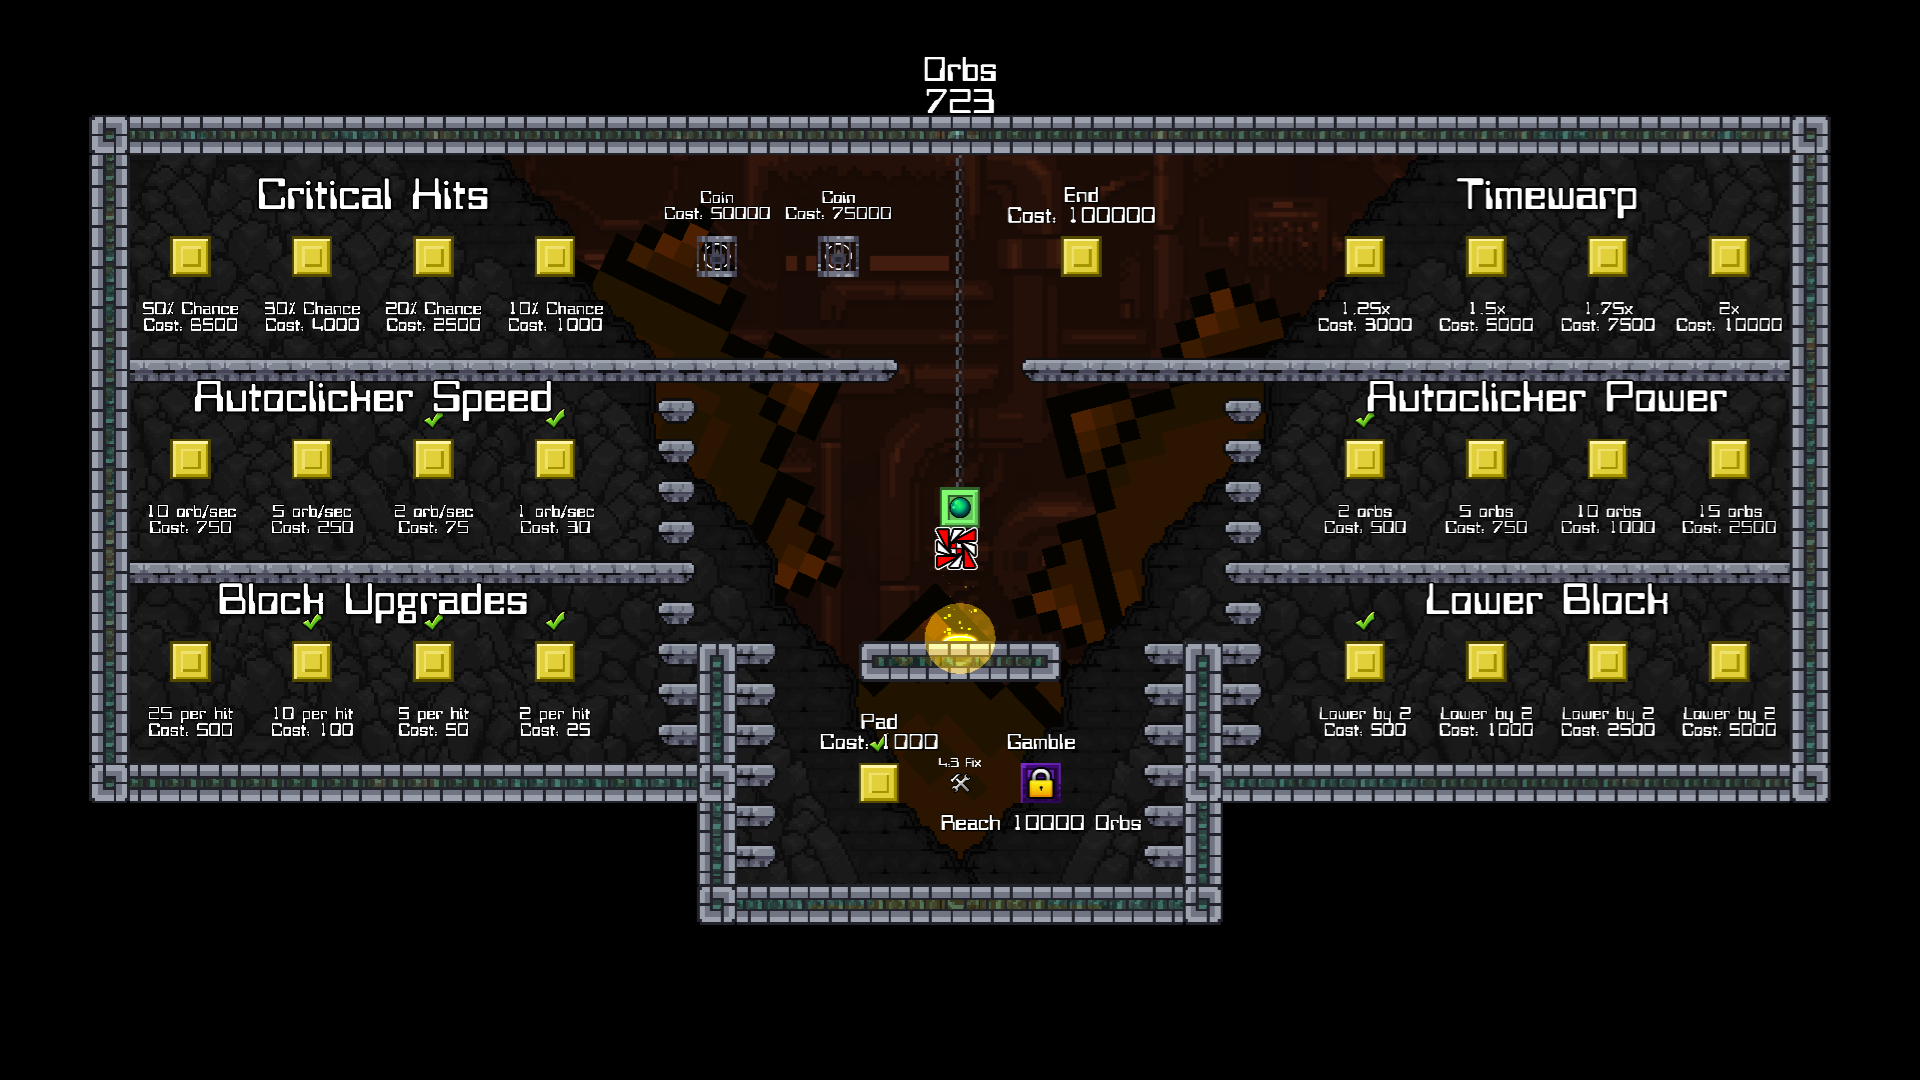 Orbs
723
Critical Hits
50% Chance
Cost: 6500
30% Chance
Cost: 4000
20% Chance
Cost: 2500
10% Chance
Cost: 1000
Coin
Cost: 50000
Coin
Cost: 75000
End
Cost: 100000
Timewarp
1.25x
Cost: 3000
1.5x
Cost: 5000
1.75x
Cost: 7500
2x
Cost: 10000
Autoclicker Speed
10 orb/sec
Cost: 750
5 orb/sec
Cost: 250
2 orb/sec
Cost: 75
1 orb/sec
Cost: 30
Autoclicker Power
2 orbs
Cost: 500
5 orbs
Cost: 750
10 orbs
Cost: 1000
15 orbs
Cost: 2500
Block Upgrades
25 per hit
Cost: 500
10 per hit
Cost: 100
5 per hit
Cost: 50
2 per hit
Cost: 25
Lower Block
Lower by 2
Cost: 500
Lower by 2
Cost: 1000
Lower by 2
Cost: 2500
Lower by 2
Cost: 5000
Pad
Cost: 1000
4.3 Fix
Gamble
Reach 10000 Orbs